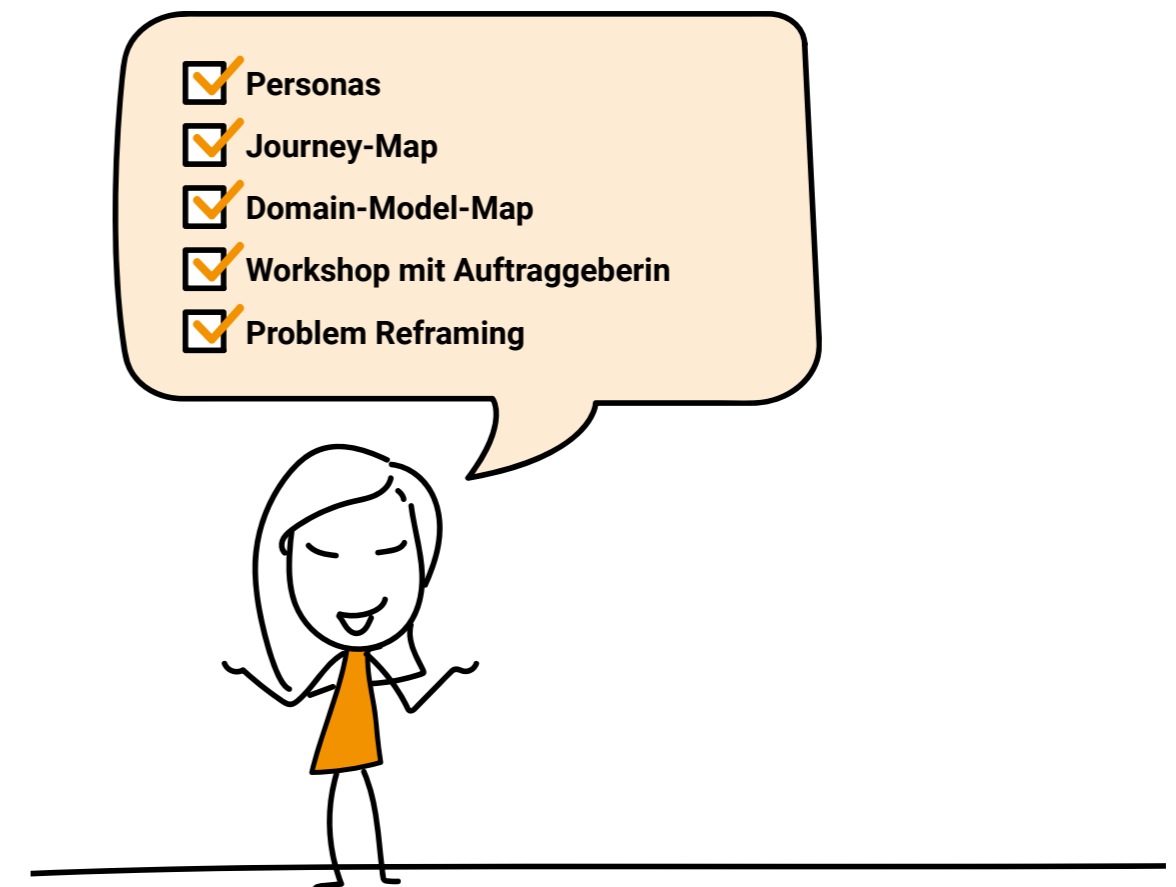 Personas
Journey-Map
Domain-Model-Map
Workshop mit Auftraggeberin
Problem Reframing